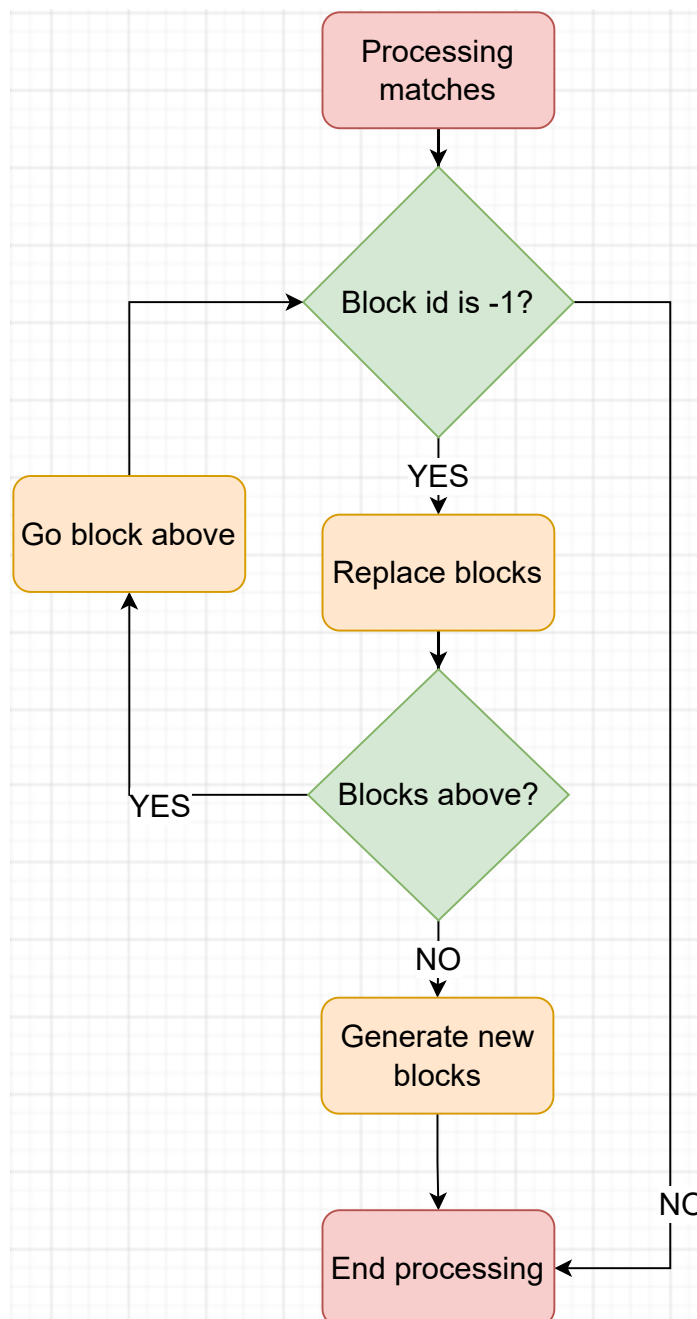 Processing
matches
Block id is -1?
YES
Go block above
Replace blocks
Blocks above?
YES
NO
Generate new
blocks
NO
End processing